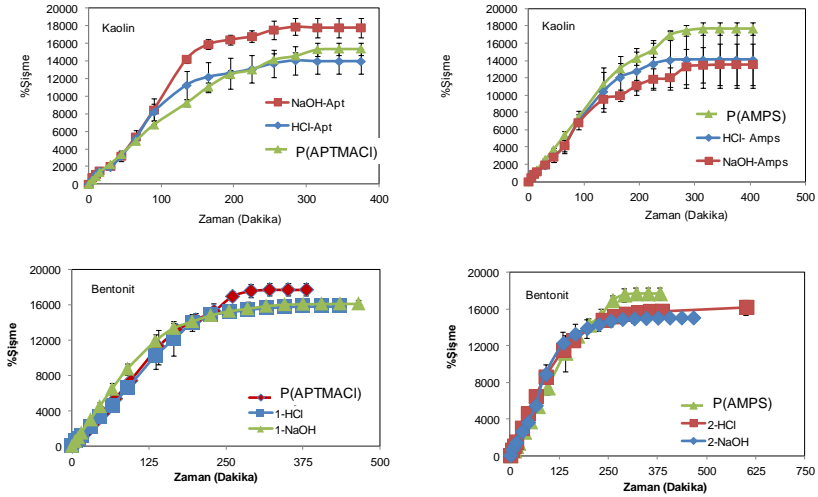 Kaolin
%Şişme
20000
18000
16000
14000
12000
10000
8000
6000
4000
2000
0
NaOH-Apt
HCl-Apt
P(APTMACl)
0 100 200 300 400
Zaman (Dakika)
Kaolin
%Şişme
20000
18000
16000
14000
12000
10000
8000
6000
4000
2000
0
P(AMPS)
HCl- Amps
NaOH-Amps
0 100 200 300 400 500
Zaman (Dakika)
Bentonit
%Şişme
20000
16000
12000
8000
4000
0
P(APTMACl)
1-HCl
1-NaOH
0 125 250 375 500
Zaman (Dakika)
Bentonit
%Şişme
20000
16000
12000
8000
4000
0
P(AMPS)
2-HCl
2-NaOH
0 125 250 375 500 625 750
Zaman (Dakika)